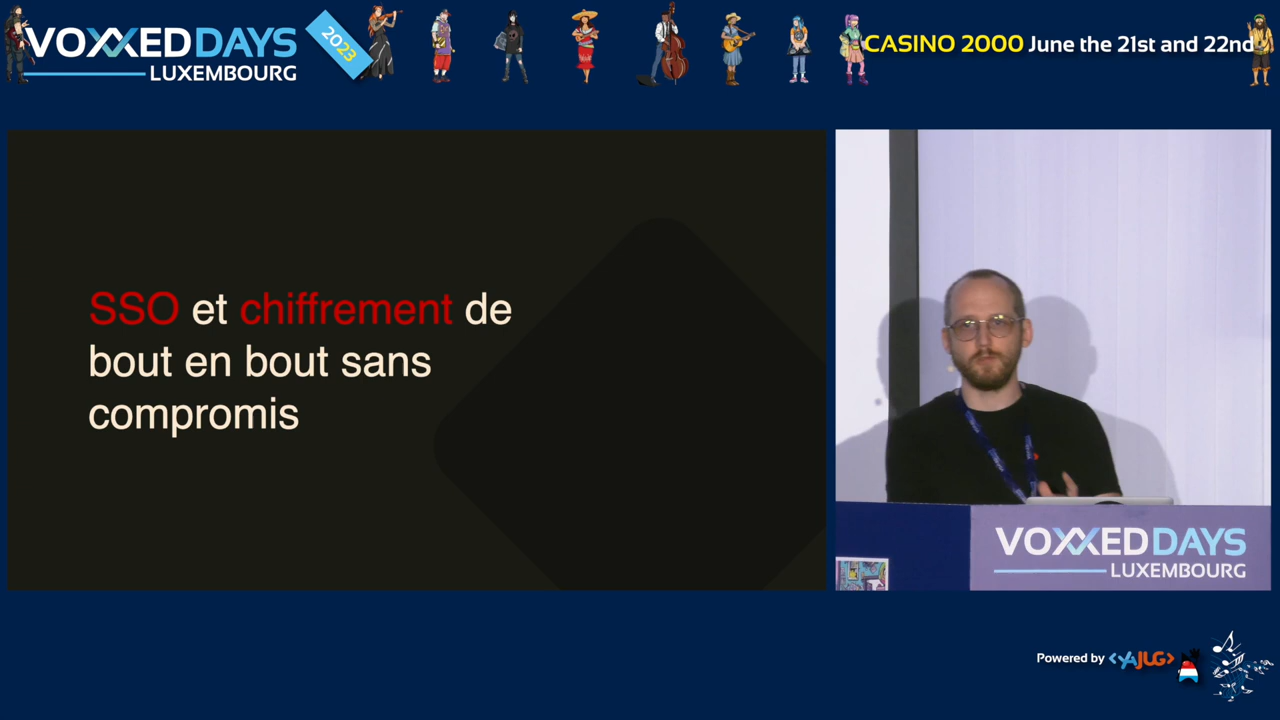 VOXXEDDAYS
LUXEMBOURG
2023
CASINO 2000 June the 21st and 22nd
SSO et chiffrement de
bout en bout sans
compromis
VOXXEDDAYS
LUXEMBOURG
Powered by <YAJUG>